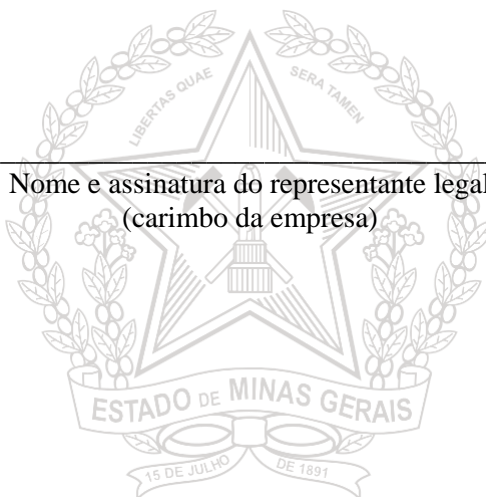 LIBERTAS QUAE SERA TAMEN
Nome e assinatura do representante legal
(carimbo da empresa)
ESTADO DE MINAS GERAIS
15 DE JULHO DE 1891